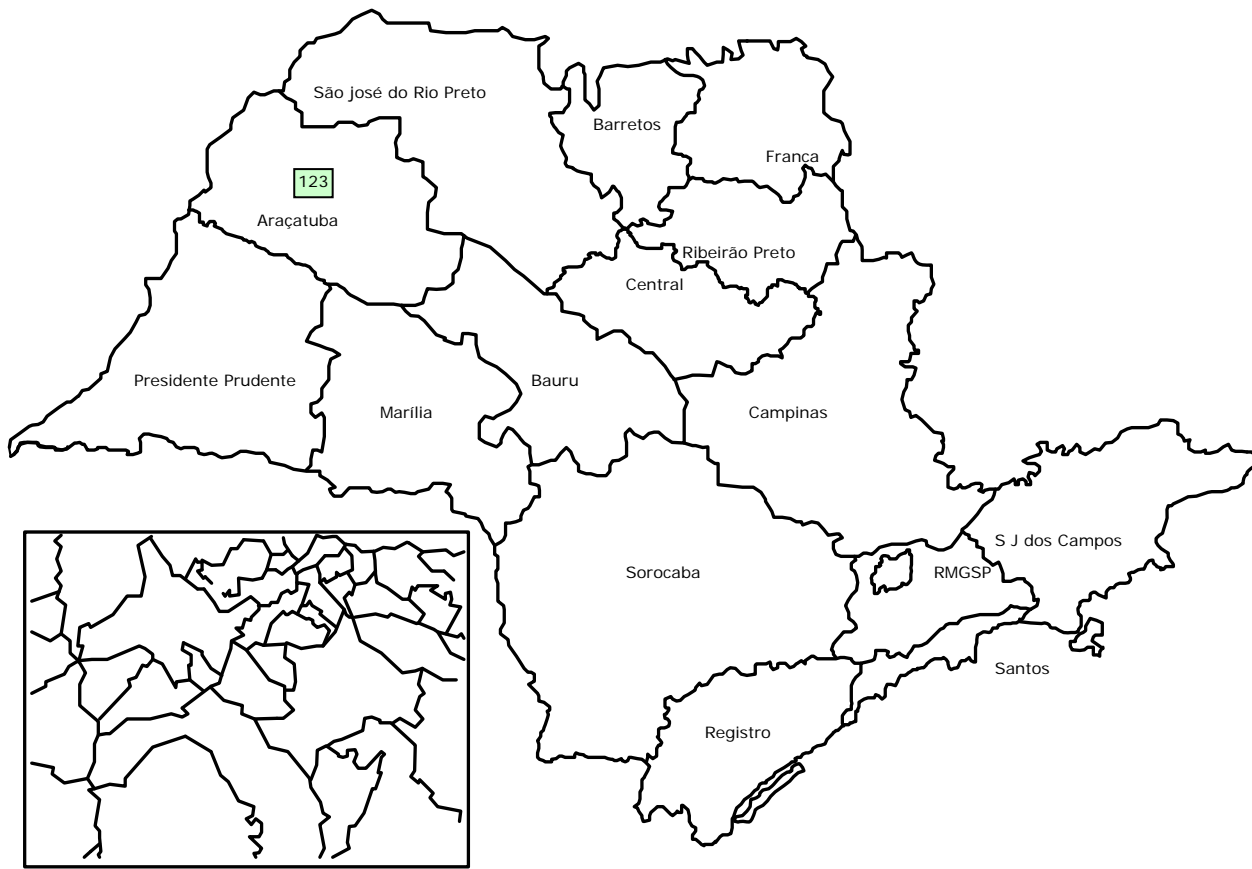 São josé do Rio Preto
Barretos
Franca
123
Araçatuba
Ribeirão Preto
Central
Presidente Prudente
Marília
Bauru
Campinas
S J dos Campos
RMGSP
Sorocaba
Santos
Registro